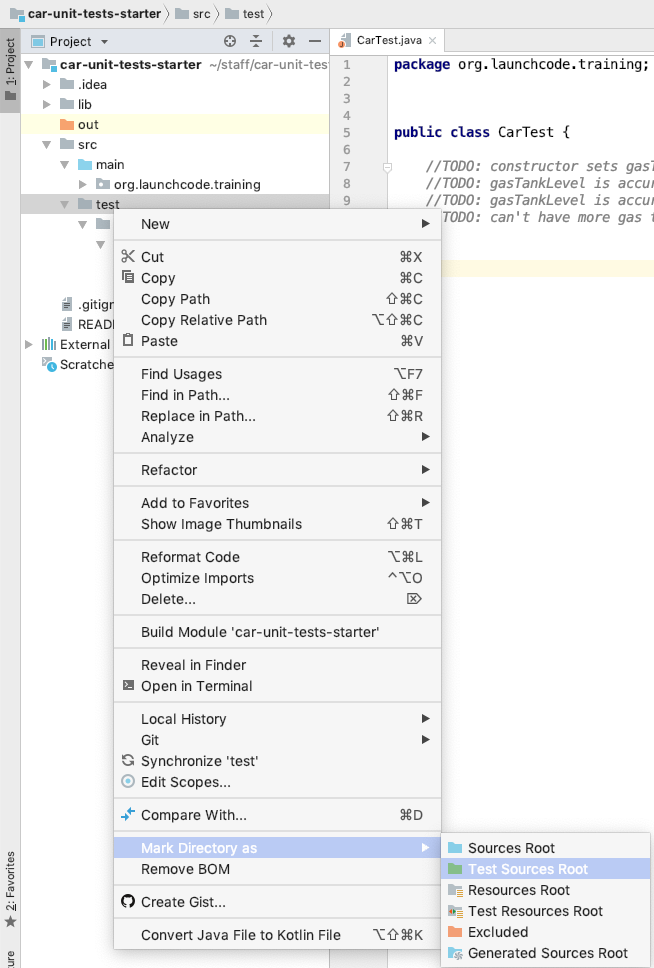 car-unit-tests-starter src test
1: Project
Project
CarTest.java
car-unit-tests-starter ~/staff/car-unit-tes
.idea
lib
out
src
main
org.launchcode.training
test
.gitign
READ
External
Scratche
1 package org.launchcode.training;
2
3
4
5 public class CarTest {
6
7 //TODO: constructor sets gasT
8 //TODO: gasTankLevel is accur
9 //TODO: gasTankLevel is accur
TODO: can't have more gas t
New
Cut ⌘X
Copy ⌘C
Copy Path ⇧⌘C
Copy Relative Path ⌥⇧⌘C
Paste ⌘V
Find Usages ⌥F7
Find in Path... ⇧⌘F
Replace in Path... ⇧⌘R
Analyze
Refactor
Add to Favorites
Show Image Thumbnails ⇧⌘T
Reformat Code ⌥⌘L
Optimize Imports ^⌥O
Delete... ⌦
Build Module 'car-unit-tests-starter'
Reveal in Finder
Open in Terminal
Local History
Git
Synchronize 'test'
Edit Scopes...
Compare With... ⌘D
Mark Directory as
Remove BOM
Create Gist...
Convert Java File to Kotlin File ⌥⇧⌘K
Sources Root
Test Sources Root
Resources Root
Test Resources Root
Excluded
Generated Sources Root
2: Favorites
ure